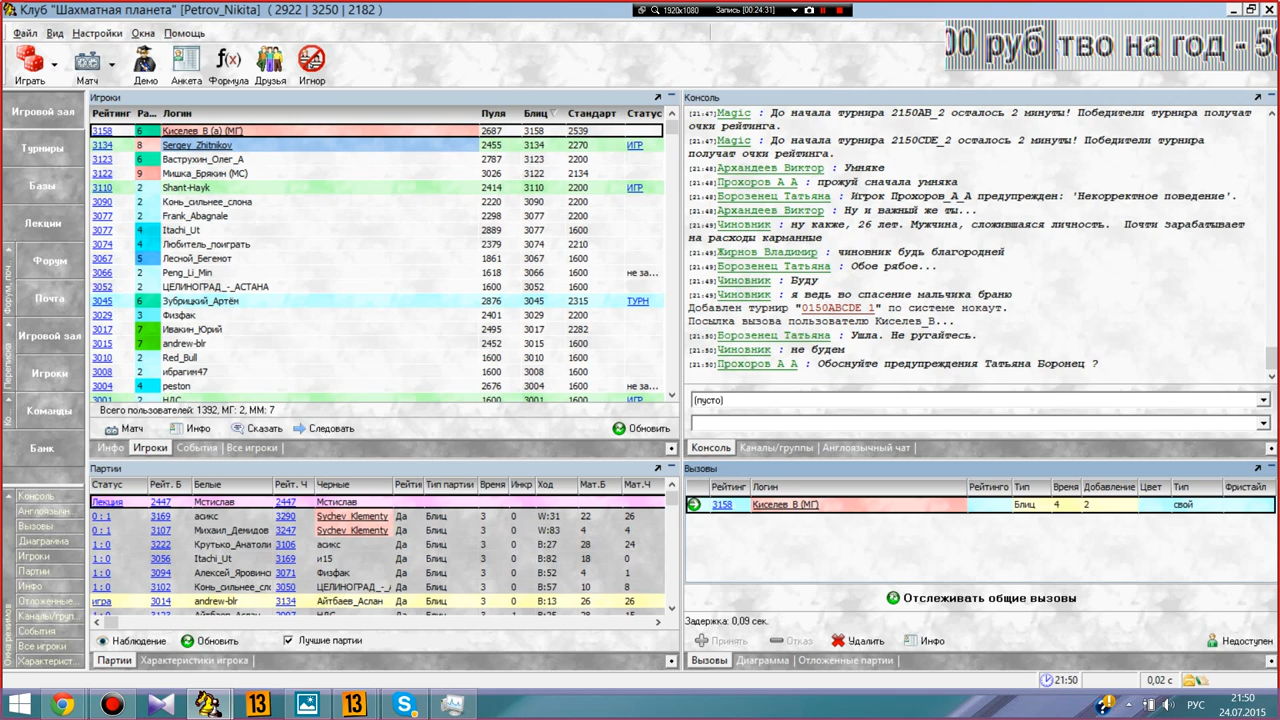 Клуб "Шахматная планета" [Petrov_Nikita] ( 2922 | 3250 | 2182 )
1920x1080 Запись [00:24:31]
Файл Вид Настройки Окна Помощь
00 руб тво на год - 5
Играть Матч Демо Анкета Формула Друзья Игнор
Игровой зал
Турниры
Базы
Лекции
Форум
Почта
Игровой зал
Игроки
Команды
Банк
Консоль
Англоязычн
Вызовы
Диаграмма
Игроки
Партии
Инфо
Отложенные
Каналы/груп
События
Все игроки
Характерист
Игроки
Рейтинг Ра... Логин Пуля Блиц Стандарт Статус
3158 6 Киселев_В (а) (МГ) 2687 3158 2539
3134 8 Sergey_Zhitnikov 2455 3134 2270 ИГР
3123 6 Ваструхин_Олег_А 2787 3123 2200
3122 9 Мишка_Брякин (МС) 3026 3122 2134
3110 2 Shant-Hayk 2414 3110 2200 ИГР
3090 2 Конь_сильнее_слона 2220 3090 2200
3077 2 Frank_Abagnale 2298 3077 2200
3077 4 Itachi_Ut 2889 3077 1600
3074 4 Любитель_поиграть 2379 3074 2210
3067 5 Лесной_Бегемот 1861 3067 1600
3066 2 Peng_Li_Min 1618 3066 1600 не за...
3052 2 ЦЕЛИНОГРАД_-_АСТАНА 1600 3052 1600
3045 6 Зубрицкий_Артём 2876 3045 2315 ТУРН
3029 3 Физфак 2401 3029 2200
3017 7 Ивакин_Юрий 2495 3017 2282
3015 7 andrew-blr 2452 3015 1600
3010 2 Red_Bull 1600 3010 1600
3008 2 ибрагин47 1600 3008 1600
3004 4 peston 2676 3004 1600 не за...
3001 2 НДС 1600 3001 1600 ИГР
Всего пользователей: 1392, МГ: 2, ММ: 7
Матч Инфо Сказать Следовать Обновить
Инфо Игроки События Все игроки
Консоль
[21:47]Magic : До начала турнира 2150AB_2 осталось 2 минуты! Победители турнира получат
очки рейтинга.
[21:47]Magic : До начала турнира 2150CDE_2 осталось 2 минуты! Победители турнира
получат очки рейтинга.
[21:48]Архандеев Виктор : Умняке
[21:48]Прохоров А А : прожуй сначала умняка
[21:48]Борозенец Татьяна : Игрок Прохоров_А_А предупрежден: 'Некорректное поведение'.
[21:48]Архандеев Виктор : Ну и важный же ты...
[21:49]Чиновник : ну какже, 26 лет. Мужчина, сложившаяся личность.  Почти зарабатывает
на расходы карманные
[21:49]Жирнов Владимир : чиновник будь благородней
[21:49]Борозенец Татьяна : Обое рябое...
[21:49]Чиновник : Буду
[21:49]Чиновник : я ведь во спасение мальчика браню
Добавлен турнир "0150ABCDE_1" по системе нокаут.
Посылка вызова пользователю Киселев_В...
[21:50]Борозенец Татьяна : Ушла. Не ругайтесь.
[21:50]Чиновник : не будем
[21:50]Прохоров А А : Обоснуйте предупреждения Татьяна Боронец ?
(пусто)
Консоль Каналы/группы Англоязычный чат
Партии
Статус Рейт. Б Белые Рейт. Ч Черные Рейти Тип партии Время Инкр Ход Мат.Б Мат.Ч
Лекция 2447 Мстислав 2447 Мстислав
0 : 1 3169 асикс 3290 Sychev_Klementy Да Блиц 3 0 W:31 22 26
0 : 1 3107 Михаил_Демидов 3247 Sychev_Klementy Да Блиц 3 0 W:83 4 4
1 : 0 3222 Крутько_Анатоли 3106 асикс Да Блиц 3 0 B:27 28 24
1 : 0 3056 Itachi_Ut 3169 и15 Да Блиц 3 0 B:82 18 0
1 : 0 3094 Алексей_Яровинс 3071 Физфак Да Блиц 3 0 B:52 4 1
1 : 0 3102 Конь_сильнее_слс 3050 ЦЕЛИНОГРАД_-_А Да Блиц 3 0 B:57 10 8
игра 3014 andrew-blr 3134 Айтбаев_Аслан Да Блиц 3 0 B:13 26 26
Наблюдение Обновить Лучшие партии
Партии Характеристики игрока
Вызовы
Рейтинг Логин Рейтинго Тип Время Добавление Цвет Тип Фристайл
3158 Киселев_В (МГ) Блиц 4 2 свой
Отслеживать общие вызовы
Задержка: 0,09 сек.
Принять Отказ Удалить Инфо Недоступен
Вызовы Диаграмма Отложенные партии
21:50 0,02 с
13 13 РУС 21:50
24.07.2015